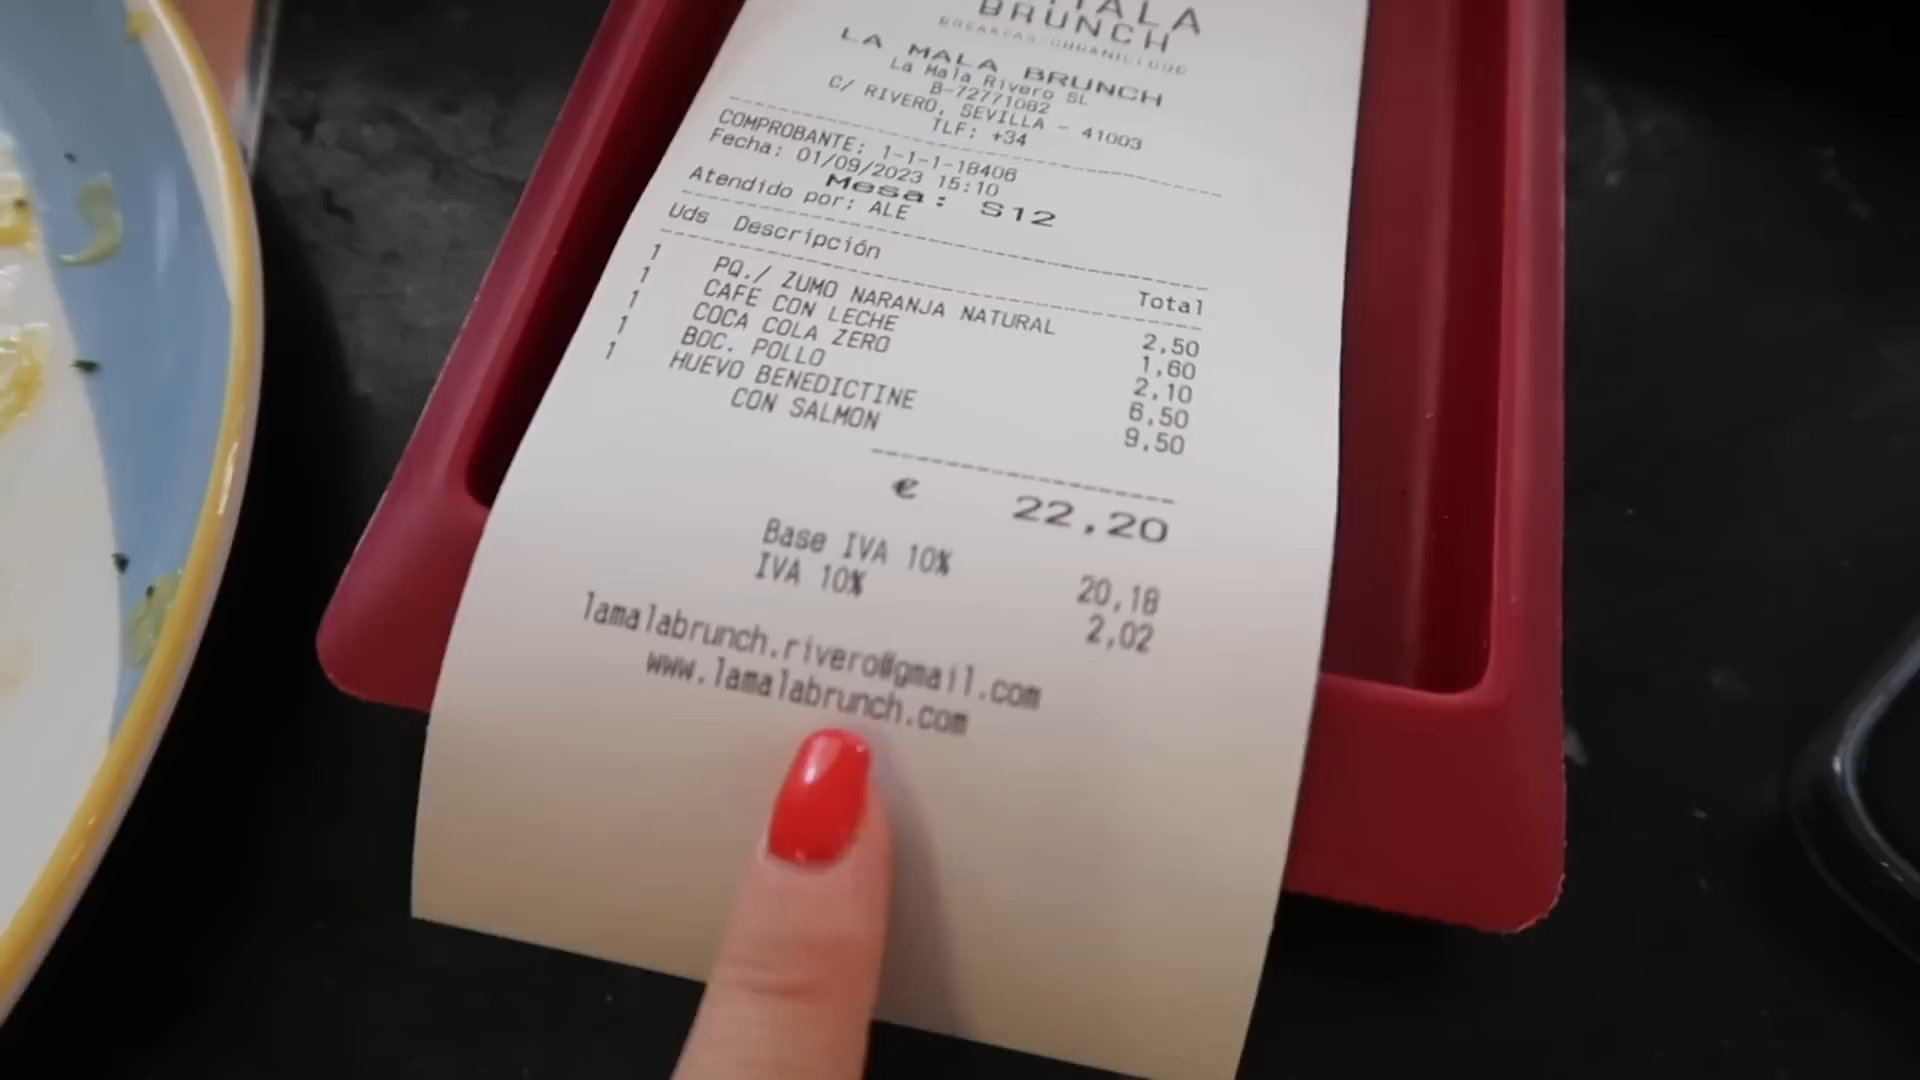 MALA
BRUNCH
LA MALA BRUNCH
La Mala Rivero SL
B-72771082
C/ RIVERO, SEVILLA - 41003
TLF: +34
COMPROBANTE: 1-1-1-18406
Fecha: 01/09/2023 15:10
Mesa: S12
Atendido por: ALE
Uds Descripción Total
1 PQ./ ZUMO NARANJA NATURAL 2,50
1 CAFE CON LECHE 1,60
1 COCA COLA ZERO 2,10
1 BOC. POLLO 6,50
1 HUEVO BENEDICTINE 9,50
CON SALMON
€ 22,20
Base IVA 10% 20,18
IVA 10% 2,02
lamalabrunch.rivero@gmail.com
www.lamalabrunch.com